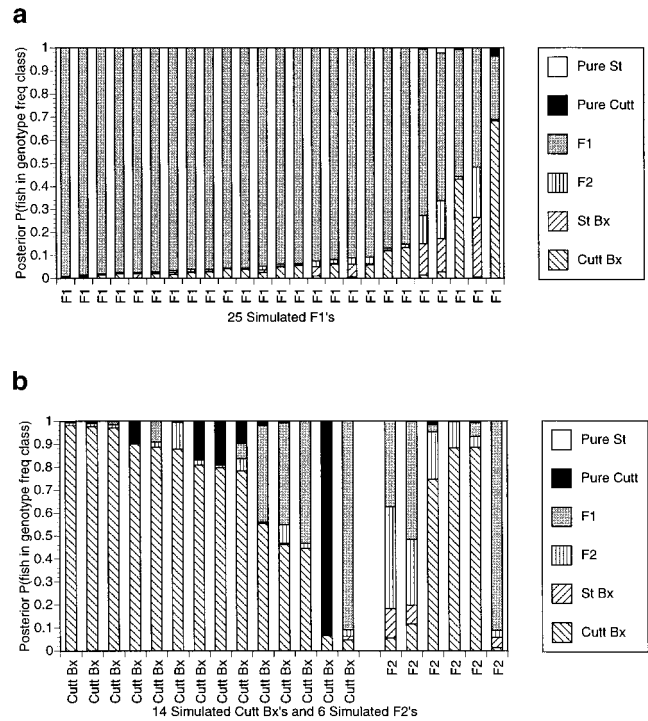 a
Posterior P(fish in genotype freq class)
1
0.9
0.8
0.7
0.6
0.5
0.4
0.3
0.2
0.1
0
F1 F1 F1 F1 F1 F1 F1 F1 F1 F1 F1 F1 F1 F1 F1 F1 F1 F1 F1 F1 F1 F1 F1 F1 F1
25 Simulated F1's
Pure St
Pure Cutt
F1
F2
St Bx
Cutt Bx
b
Posterior P(fish in genotype freq class)
1
0.9
0.8
0.7
0.6
0.5
0.4
0.3
0.2
0.1
0
Cutt Bx Cutt Bx Cutt Bx Cutt Bx Cutt Bx Cutt Bx Cutt Bx Cutt Bx Cutt Bx Cutt Bx Cutt Bx Cutt Bx Cutt Bx Cutt Bx F2 F2 F2 F2 F2 F2
14 Simulated Cutt Bx's and 6 Simulated F2's
Pure St
Pure Cutt
F1
F2
St Bx
Cutt Bx